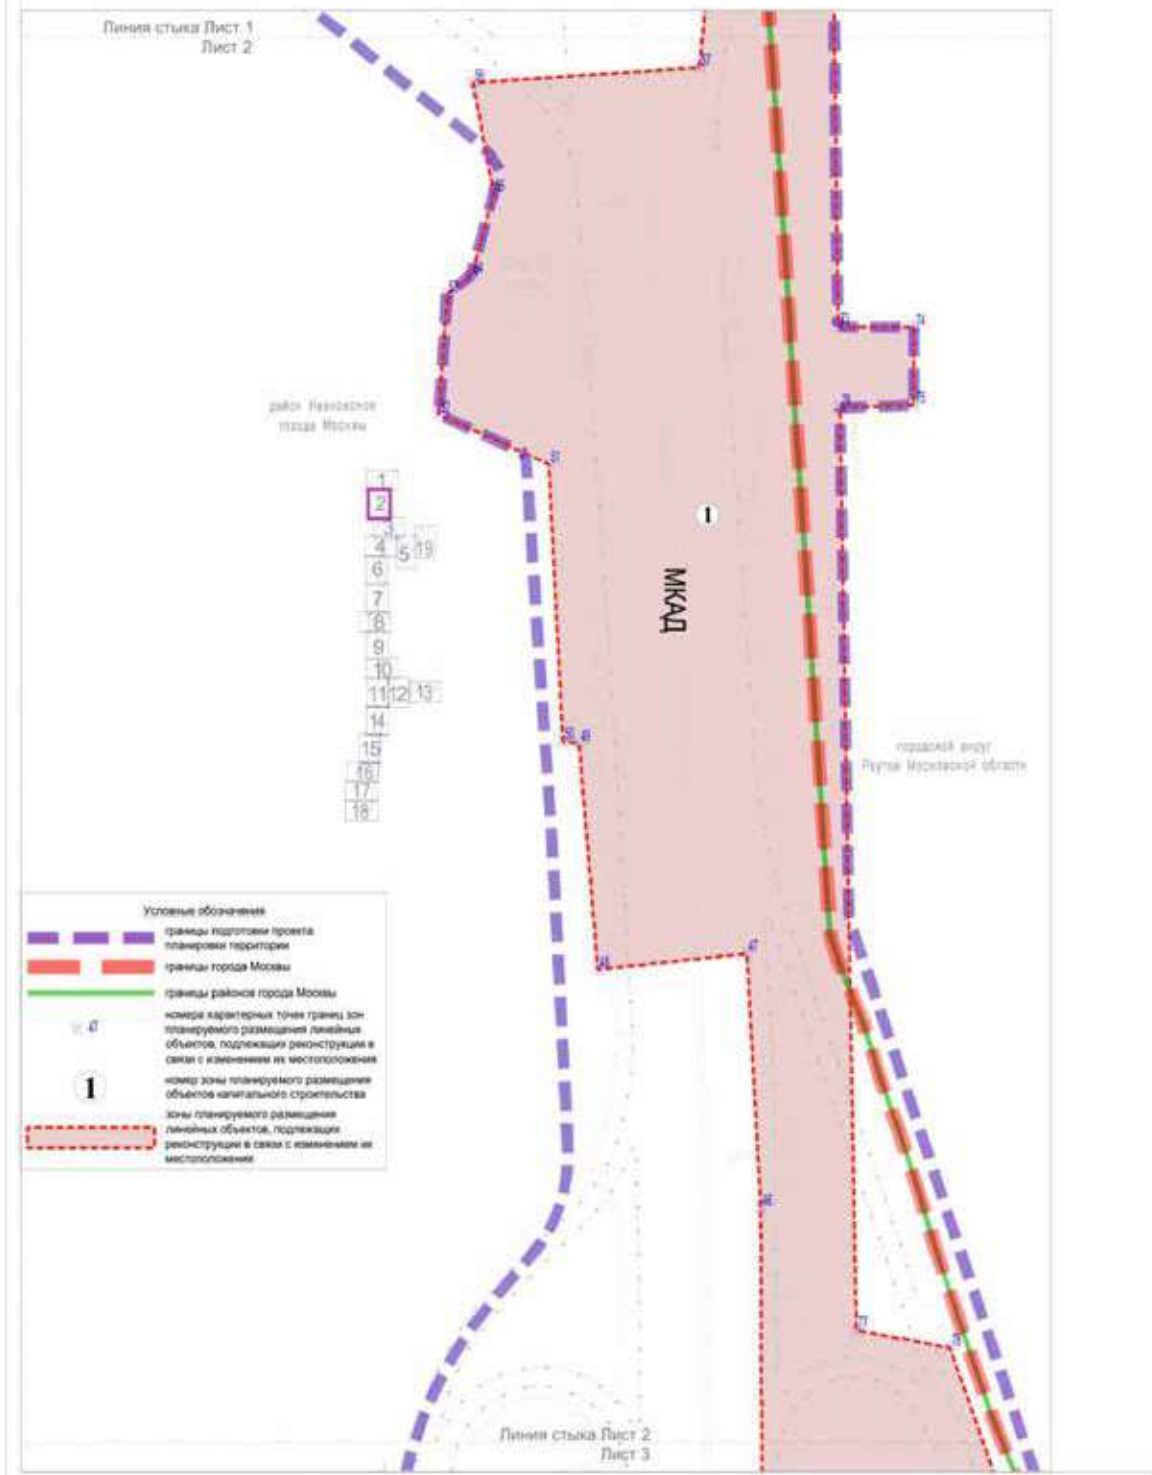 Линия стыка Лист 1
Лист 2
город Москвы
1
2
3
4
5
19
6
7
8
9
10
11
12
13
14
15
16
17
18
1
МКАД
городской округ
Реутов Московской области
47
Условные обозначения
границы подготовки проекта
планировки территории
границы города Москвы
границы районов города Москвы
номера характерных точек границ зон
47
планируемого размещения линейных
объектов, подлежащих реконструкции в
связи с изменением их местоположения
1
номер зоны планируемого размещения
объектов капитального строительства
зоны планируемого размещения
линейных объектов, подлежащих
реконструкции в связи с изменением их
местоположения
Линия стыка Лист 2
Лист 3